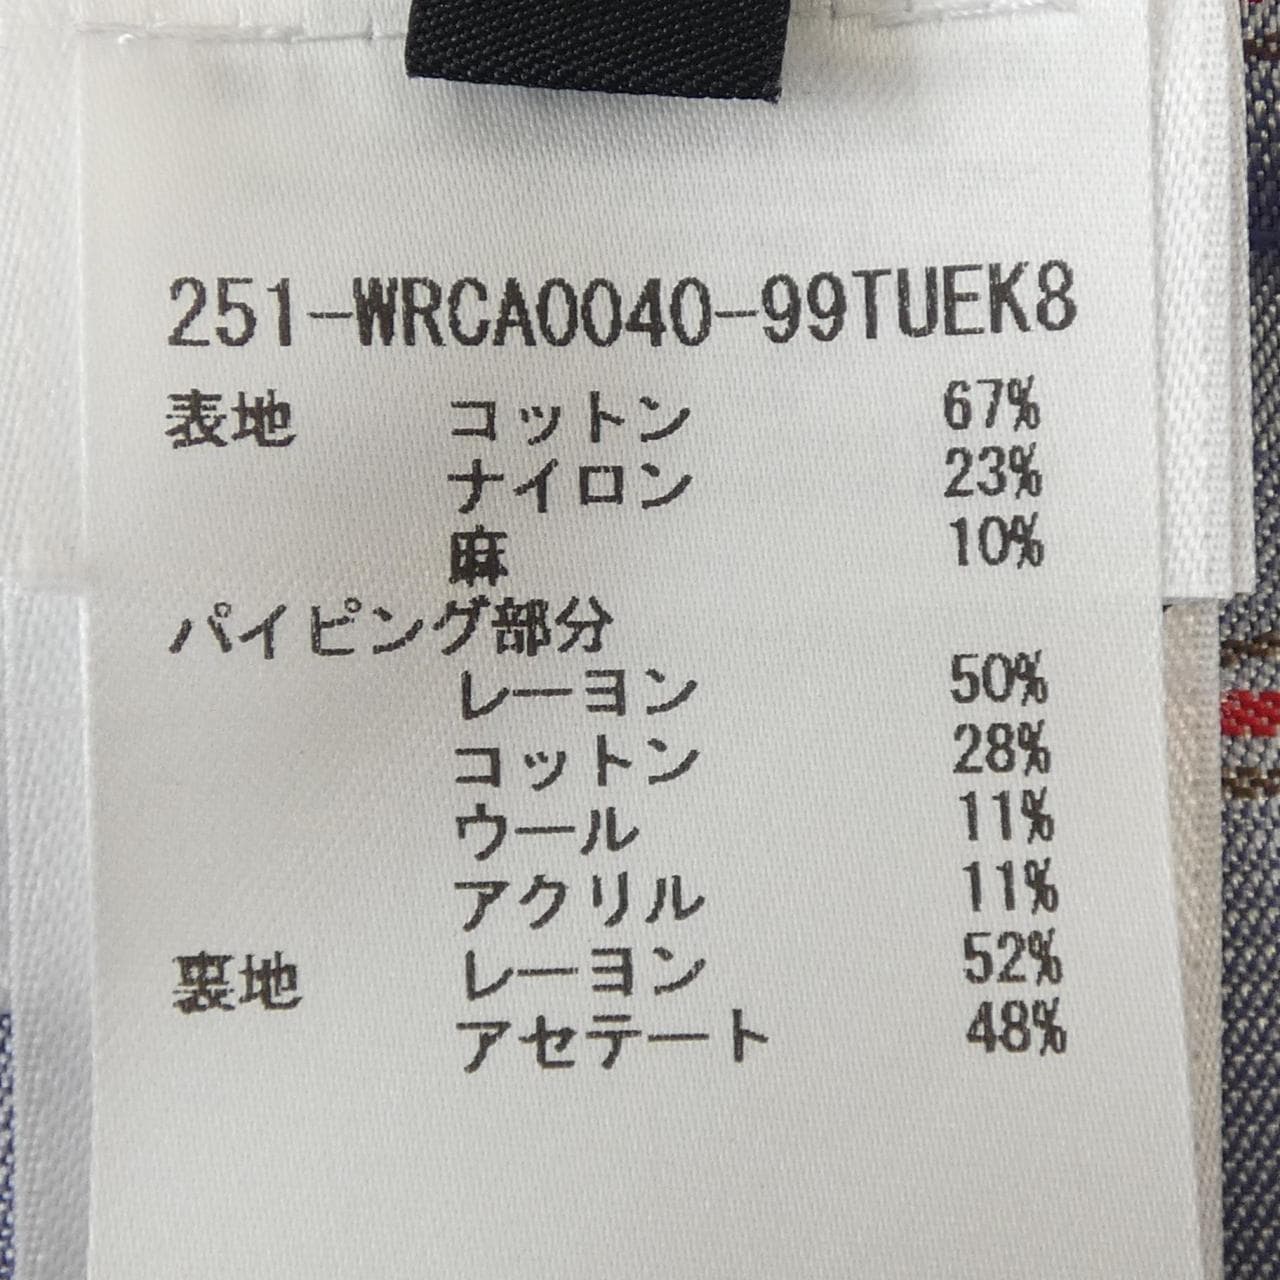 251-WRCA0040-99TUEK8
表地 コットン 67%
ナイロン 23%
麻 10%
パイピング部分
レーヨン 50%
コットン 28%
ウール 11%
アクリル 11%
裏地 レーヨン 52%
アセテート 48%